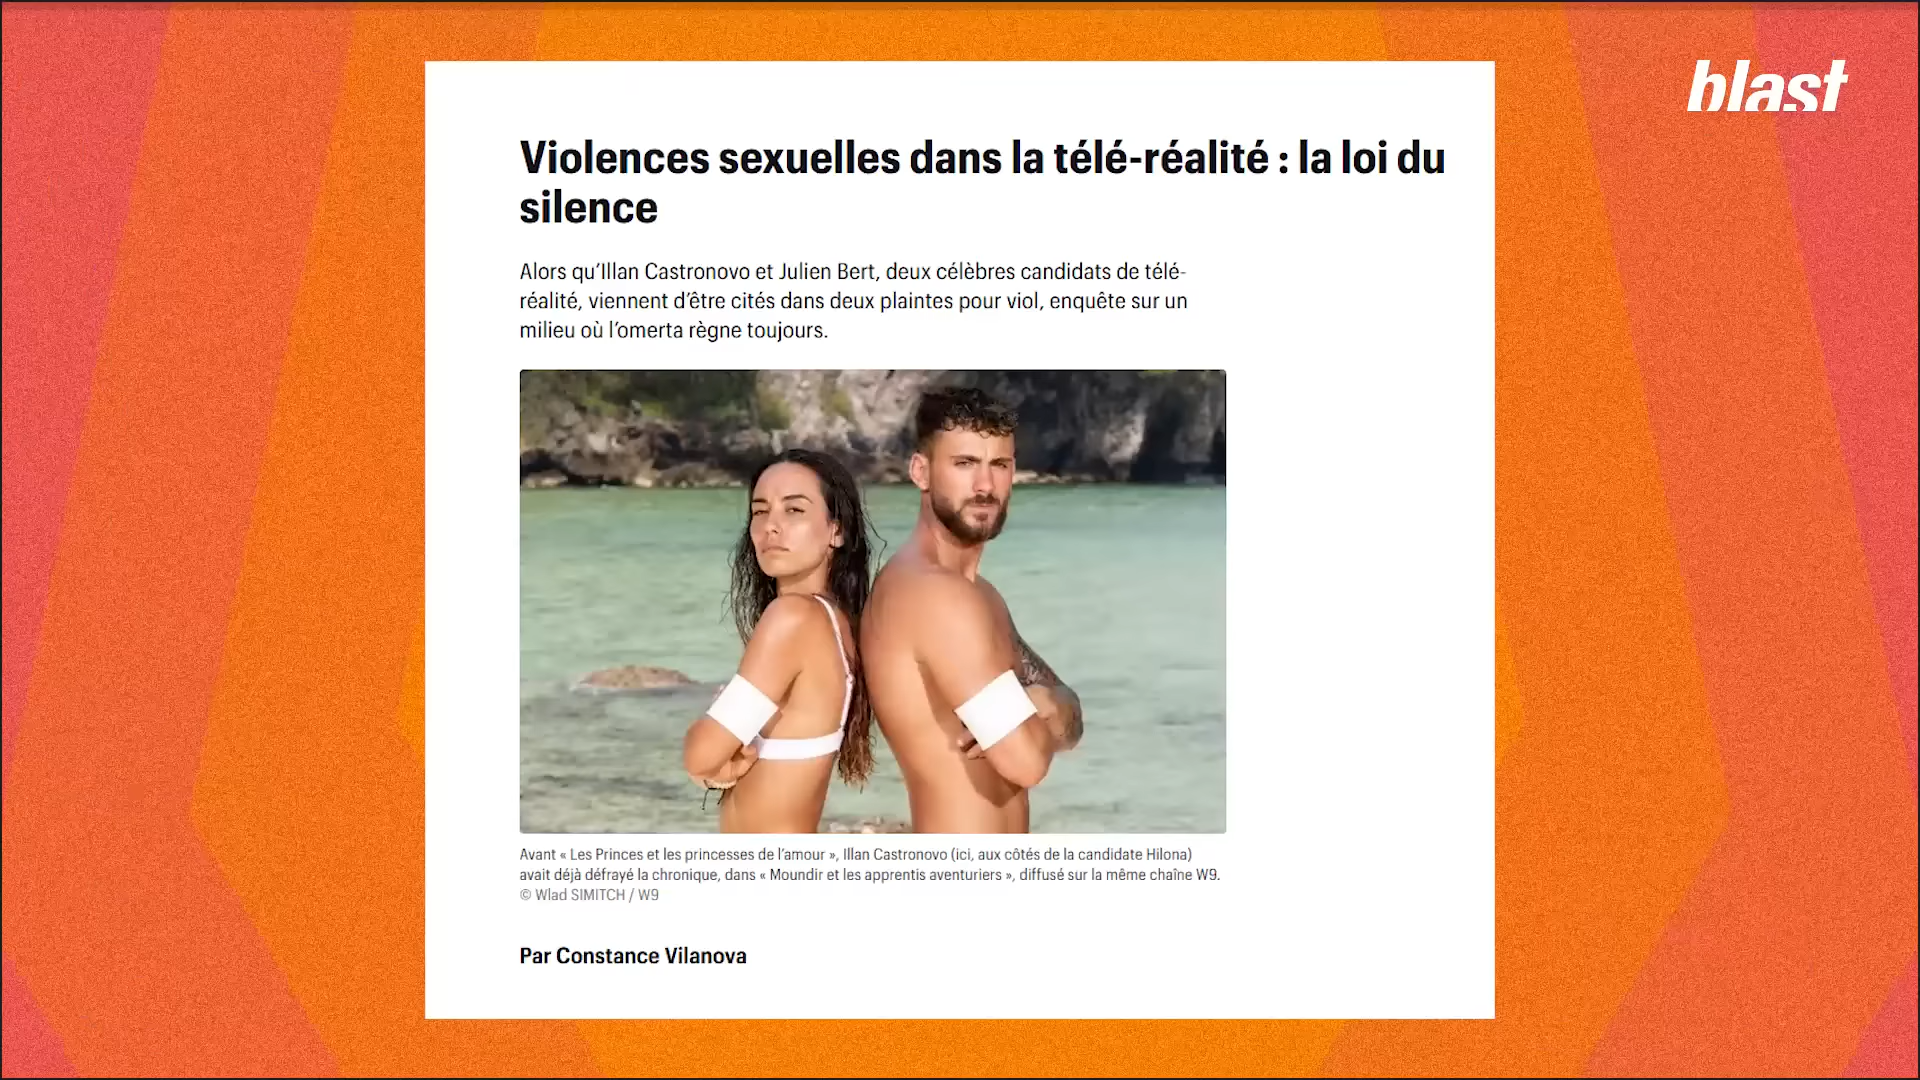 blast
Violences sexuelles dans la télé-réalité : la loi du
silence
Alors qu’Illan Castronovo et Julien Bert, deux célèbres candidats de télé-
réalité, viennent d’être cités dans deux plaintes pour viol, enquête sur un
milieu où l’omerta règne toujours.
Avant « Les Princes et les princesses de l’amour », Illan Castronovo (ici, aux côtés de la candidate Hilona)
avait déjà défrayé la chronique, dans « Moundir et les apprentis aventuriers », diffusé sur la même chaîne W9.
© Wlad SIMITCH / W9
Par Constance Vilanova